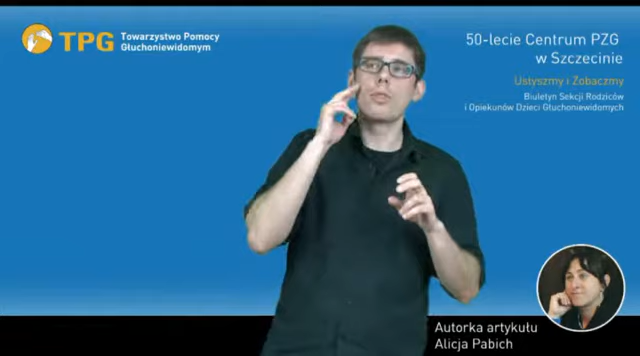 TPG
Towarzystwo Pomocy
Głuchoniewidomym
50-lecie Centrum PZG
w Szczecinie
Usłyszmy i Zobaczmy
Biuletyn Sekcji Rodziców
i Opiekunów Dzieci Głuchoniewidomych
Autorka artykułu
Alicja Pabich